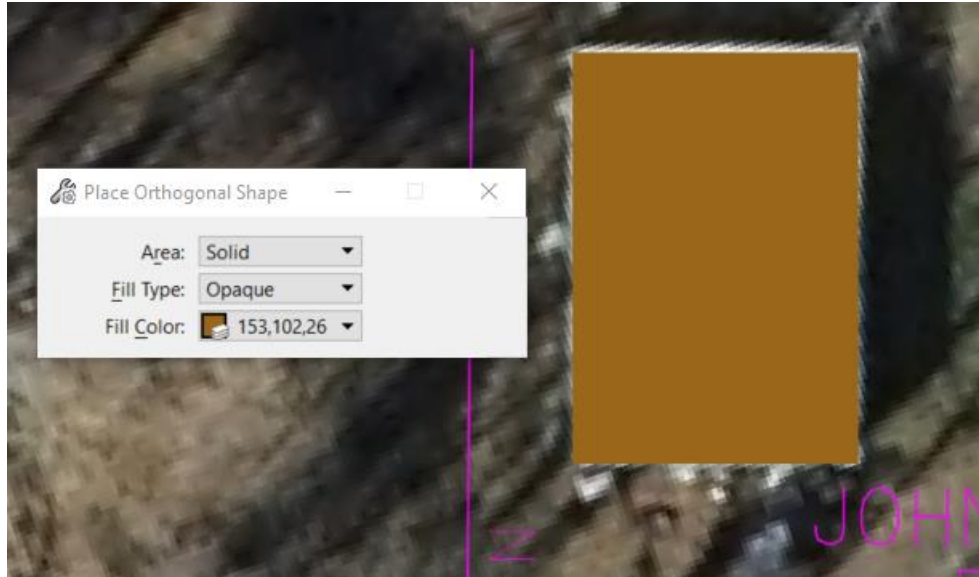 Place Orthogonal Shape
Area: Solid
Fill Type: Opaque
Fill Color: 153,102,26
JOHN